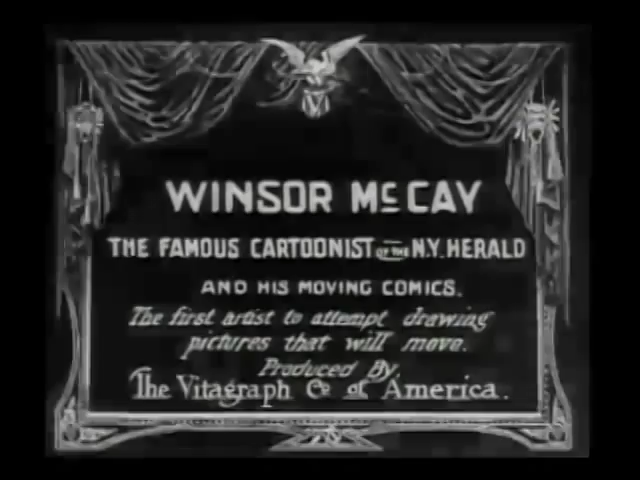 WINSOR McCAY
THE FAMOUS CARTOONIST OF THE N.Y. HERALD
AND HIS MOVING COMICS.
The first artist to attempt drawing
pictures that will move.
Produced By.
The Vitagraph Co of America.